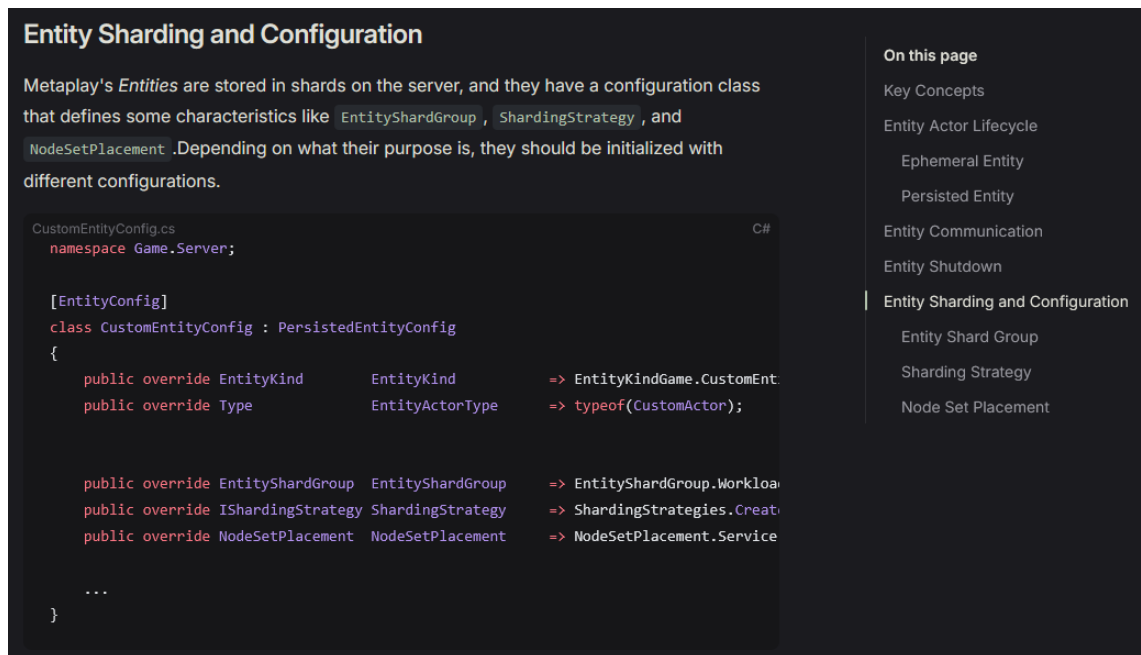 Entity Sharding and Configuration
Metaplay's Entities are stored in shards on the server, and they have a configuration class
that defines some characteristics like EntityShardGroup, ShardingStrategy, and
NodeSetPlacement.Depending on what their purpose is, they should be initialized with
different configurations.
CustomEntityConfig.cs C#
namespace Game.Server;
[EntityConfig]
class CustomEntityConfig : PersistedEntityConfig
{
public override EntityKind EntityKind => EntityKindGame.CustomEnt
public override Type EntityActorType => typeof(CustomActor);
public override EntityShardGroup EntityShardGroup => EntityShardGroup.Workloa
public override IShardingStrategy ShardingStrategy => ShardingStrategies.Creat
public override NodeSetPlacement NodeSetPlacement => NodeSetPlacement.Service
...
}
On this page
Key Concepts
Entity Actor Lifecycle
Ephemeral Entity
Persisted Entity
Entity Communication
Entity Shutdown
Entity Sharding and Configuration
Entity Shard Group
Sharding Strategy
Node Set Placement